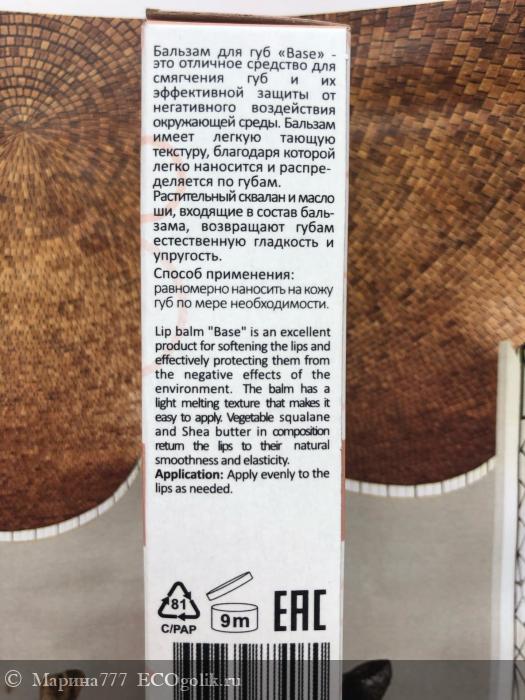 Бальзам для губ «Base» -
это отличное средство для
смягчения губ и их
эффективной защиты от
негативного воздействия
окружающей среды. Бальзам
имеет легкую тающую
текстуру, благодаря которой
легко наносится и распре-
деляется по губам.
Растительный сквалан и масло
ши, входящие в состав баль-
зама, возвращают губам
естественную гладкость и
упругость.
Способ применения:
равномерно наносить на кожу
губ по мере необходимости.
Lip balm "Base" is an excellent
product for softening the lips and
effectively protecting them from
the negative effects of the
environment. The balm has a
light melting texture that makes it
easy to apply. Vegetable squalane
and Shea butter in composition
return the lips to their natural
smoothness and elasticity.
Application: Apply evenly to the
lips as needed.
81
C/PAP
9m
EAC
© Марина777 ECOgolik.ru